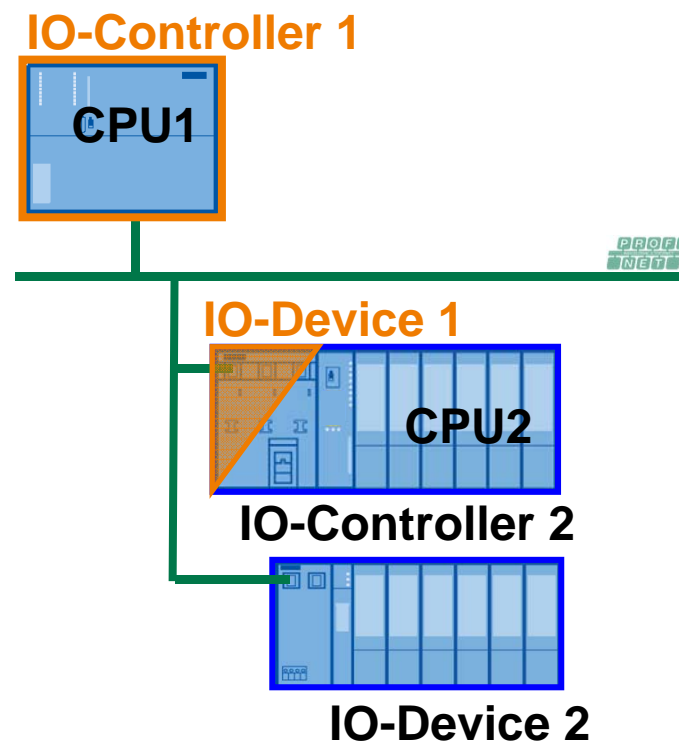 IO-Controller 1
CPU1
PROFI
NET
IO-Device 1
CPU2
IO-Controller 2
IO-Device 2